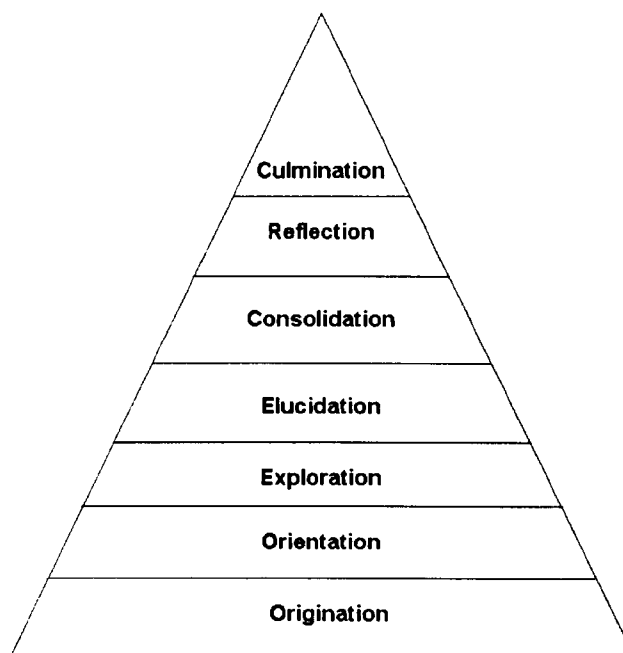 Culmination
Reflection
Consolidation
Elucidation
Exploration
Orientation
Origination